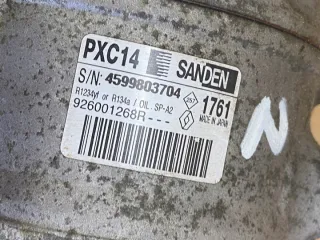 PXC14 SANDEN
S/N: 4599803704 1761
R1234yf or R134a / OIL. SP-A2
926001268R--- MADE IN JAPAN
N